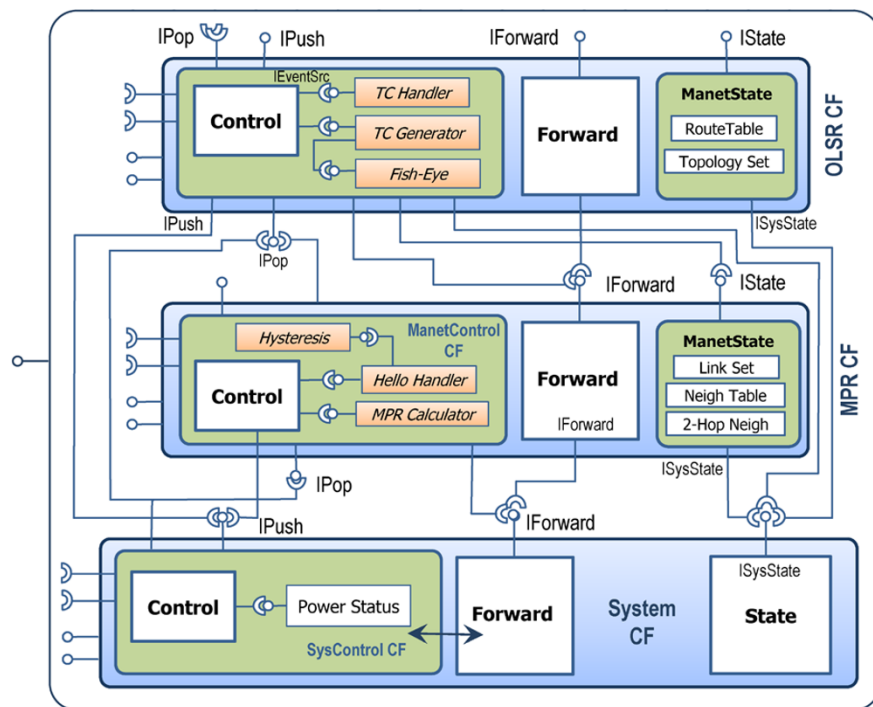 IPop
IPush
IForward
IState
IEventSrc
TC Handler
Control
TC Generator
Fish-Eye
Forward
ManetState
RouteTable
Topology Set
OLSR CF
IPush
IPop
ISysState
IForward
IState
Hysteresis
ManetControl
CF
Control
Hello Handler
MPR Calculator
Forward
IForward
ManetState
Link Set
Neigh Table
2-Hop Neigh
MPR CF
ISysState
IPop
IPush
IForward
Control
Power Status
SysControl CF
Forward
System
CF
ISysState
State